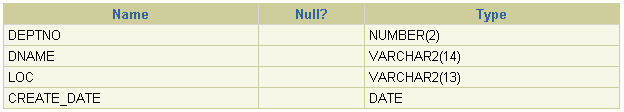 Name Null? Type
DEPTNO NUMBER(2)
DNAME VARCHAR2(14)
LOC VARCHAR2(13)
CREATE_DATE DATE